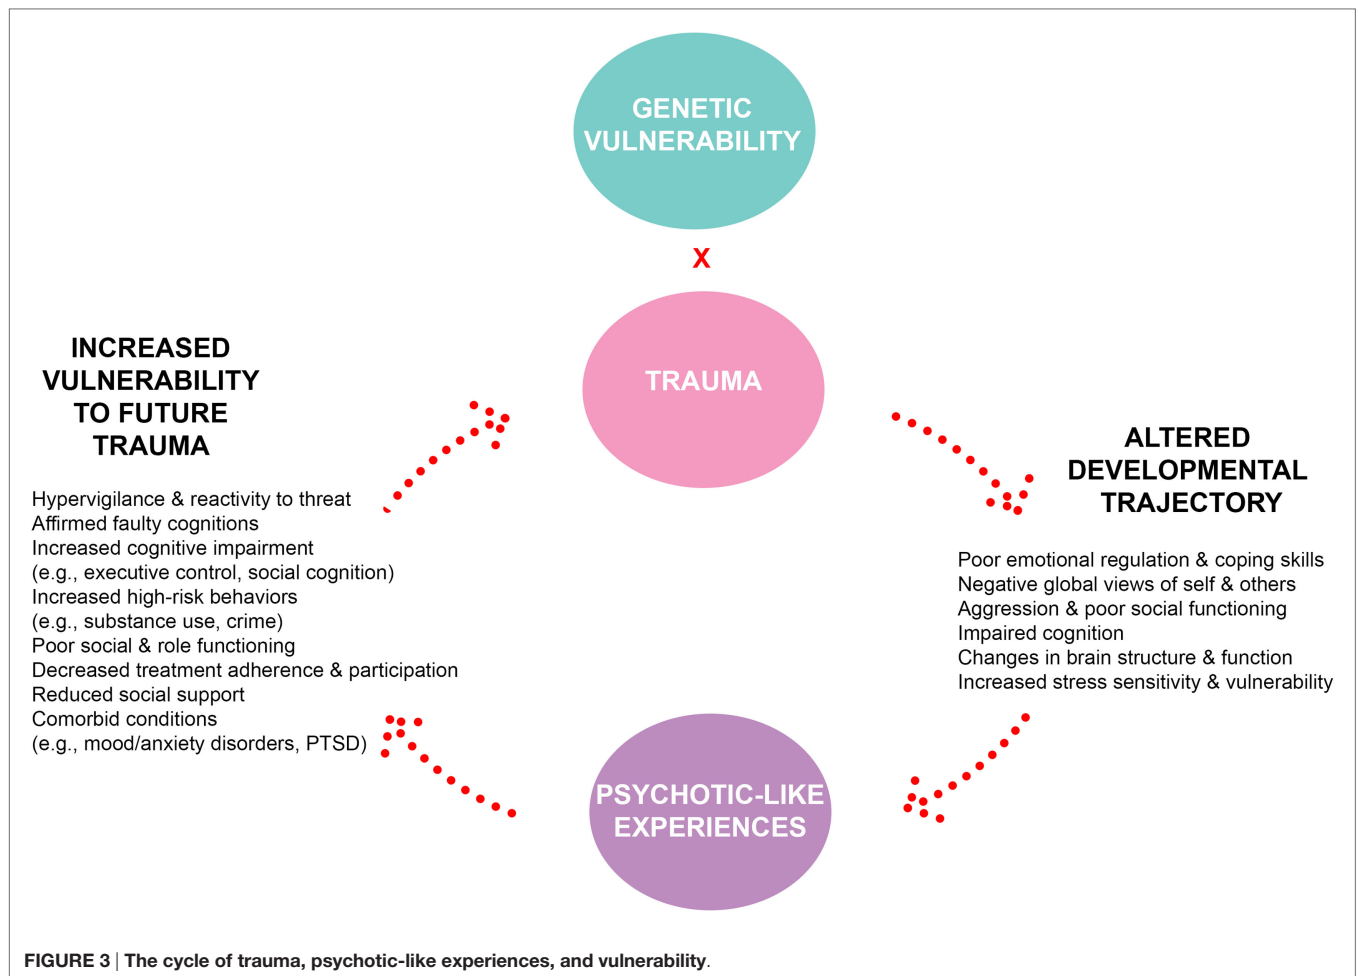 GENETIC
VULNERABILITY
X
TRAUMA
INCREASED
VULNERABILITY
TO FUTURE
TRAUMA
Hypervigilance & reactivity to threat
Affirmed faulty cognitions
Increased cognitive impairment
(e.g., executive control, social cognition)
Increased high-risk behaviors
(e.g., substance use, crime)
Poor social & role functioning
Decreased treatment adherence & participation
Reduced social support
Comorbid conditions
(e.g., mood/anxiety disorders, PTSD)
ALTERED
DEVELOPMENTAL
TRAJECTORY
Poor emotional regulation & coping skills
Negative global views of self & others
Aggression & poor social functioning
Impaired cognition
Changes in brain structure & function
Increased stress sensitivity & vulnerability
PSYCHOTIC-LIKE
EXPERIENCES
FIGURE 3 | The cycle of trauma, psychotic-like experiences, and vulnerability.